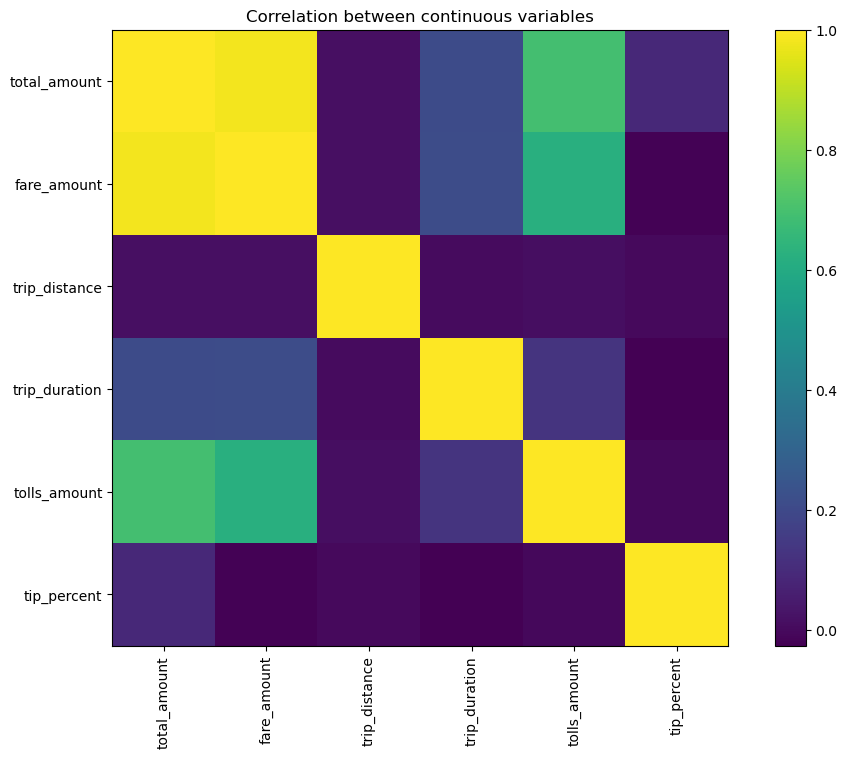 Correlation between continuous variables
total_amount
fare_amount
trip_distance
trip_duration
tolls_amount
tip_percent
total_amount
fare_amount
trip_distance
trip_duration
tolls_amount
tip_percent
1.0
0.8
0.6
0.4
0.2
0.0